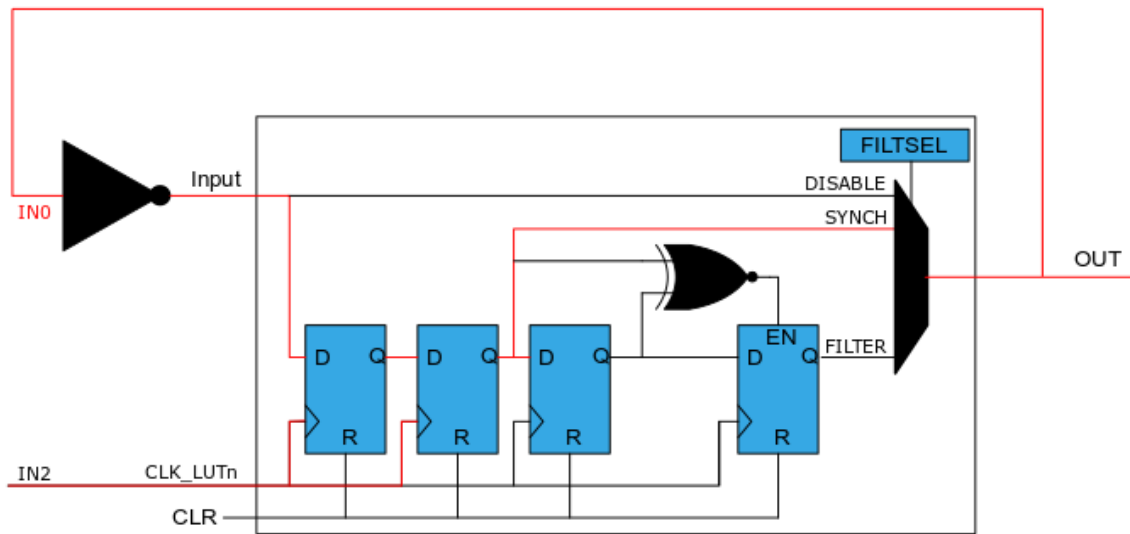 FILTSEL
Input
DISABLE
IN0
SYNCH
OUT
EN
FILTER
D Q D Q D Q D Q
R R R R
IN2 CLK_LUTn
CLR